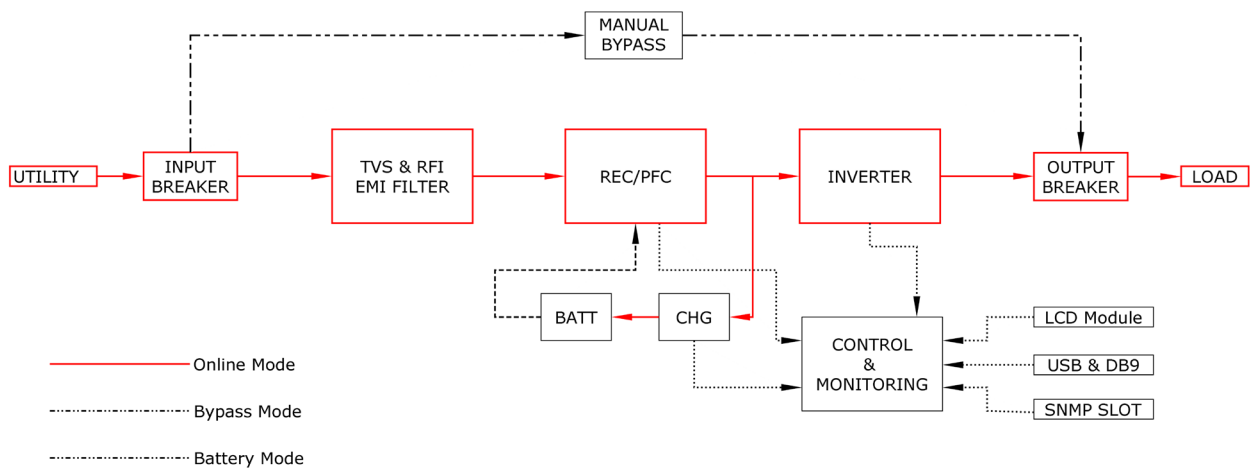 MANUAL
BYPASS
UTILITY
INPUT
BREAKER
TVS & RFI
EMI FILTER
REC/PFC
INVERTER
OUTPUT
BREAKER
LOAD
BATT
CHG
CONTROL
&
MONITORING
LCD Module
USB & DB9
SNMP SLOT
Online Mode
Bypass Mode
Battery Mode